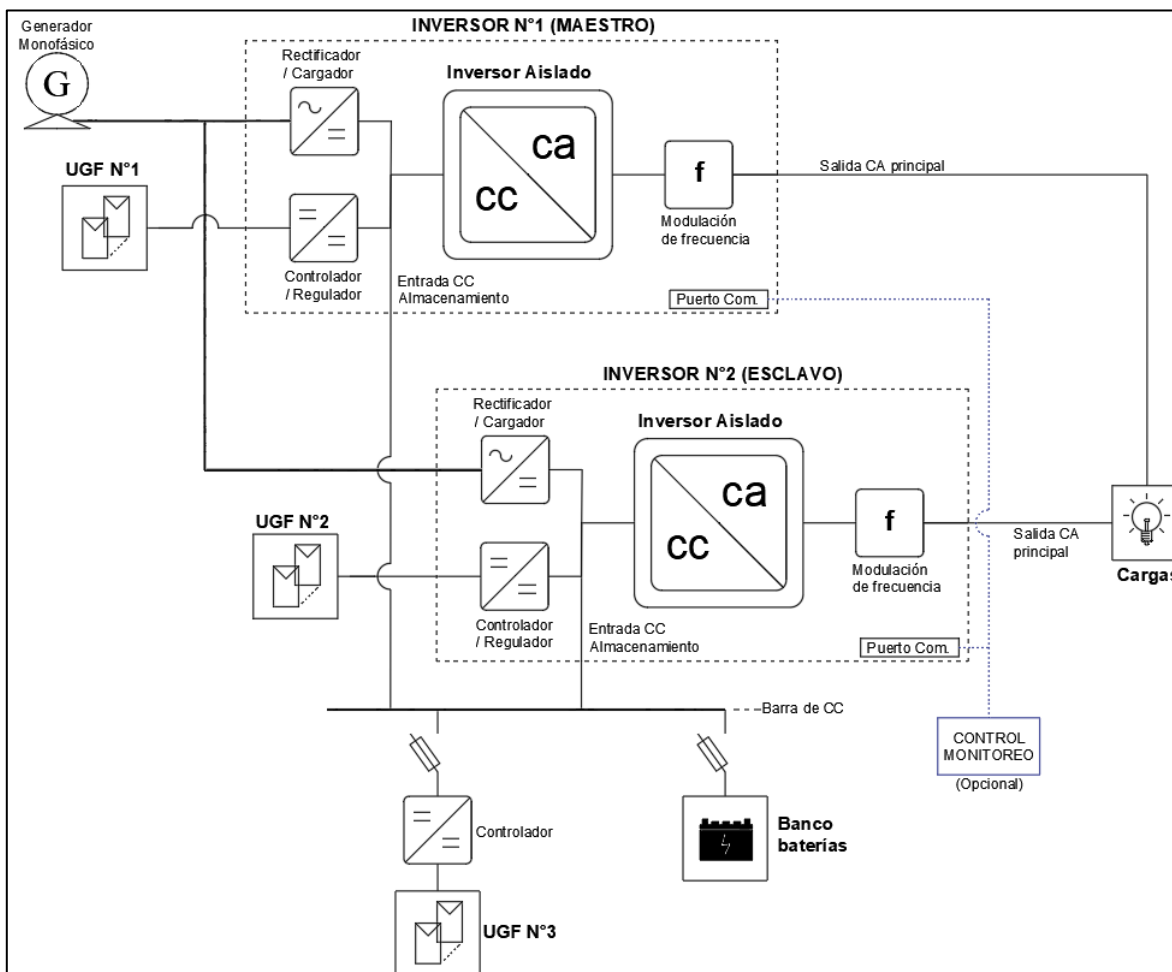 Generador
Monofásico
G
INVERSOR N°1 (MAESTRO)
Rectificador
/ Cargador
Inversor Aislado
ca
cc
f
Modulación
de frecuencia
Salida CA principal
UGF N°1
Controlador
/ Regulador
Entrada CC
Almacenamiento
Puerto Com.
INVERSOR N°2 (ESCLAVO)
Rectificador
/ Cargador
Inversor Aislado
ca
cc
f
Modulación
de frecuencia
Salida CA
principal
Cargas
UGF N°2
Controlador
/ Regulador
Entrada CC
Almacenamiento
Puerto Com.
Barra de CC
CONTROL
MONITOREO
(Opcional)
Controlador
Banco
baterías
UGF N°3